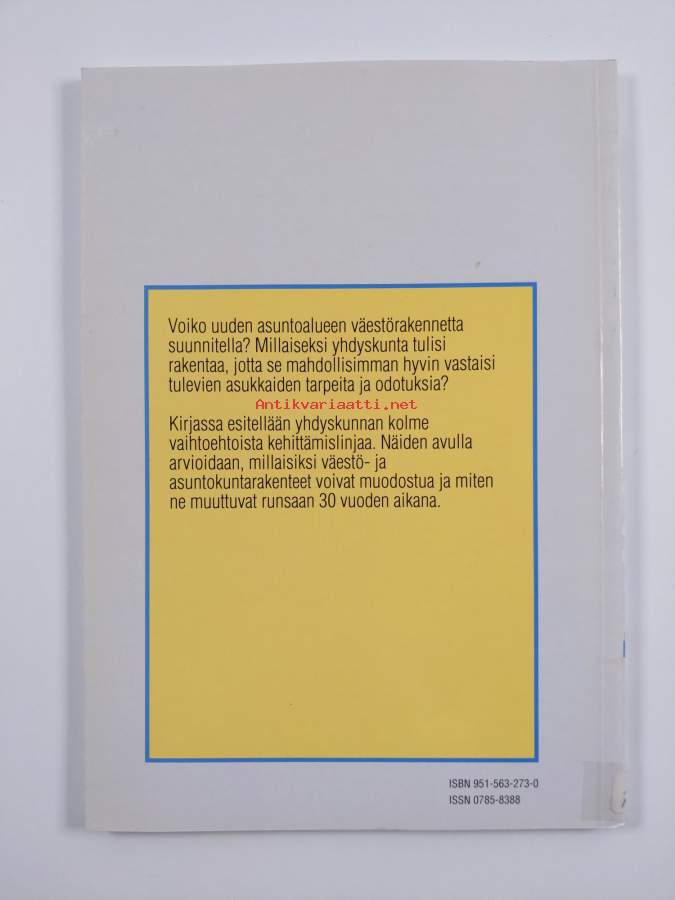 Voiko uuden asuntoalueen väestörakennetta
suunnitella? Millaiseksi yhdyskunta tulisi
rakentaa, jotta se mahdollisimman hyvin vastaisi
tulevien asukkaiden tarpeita ja odotuksia?
Antikvariaatti.net
Kirjassa esitellään yhdyskunnan kolme
vaihtoehtoista kehittämislinjaa. Näiden avulla
arvioidaan, millaisiksi väestö- ja
asuntokuntarakenteet voivat muodostua ja miten
ne muuttuvat runsaan 30 vuoden aikana.
ISBN 951-563-273-0
ISSN 0785-8388